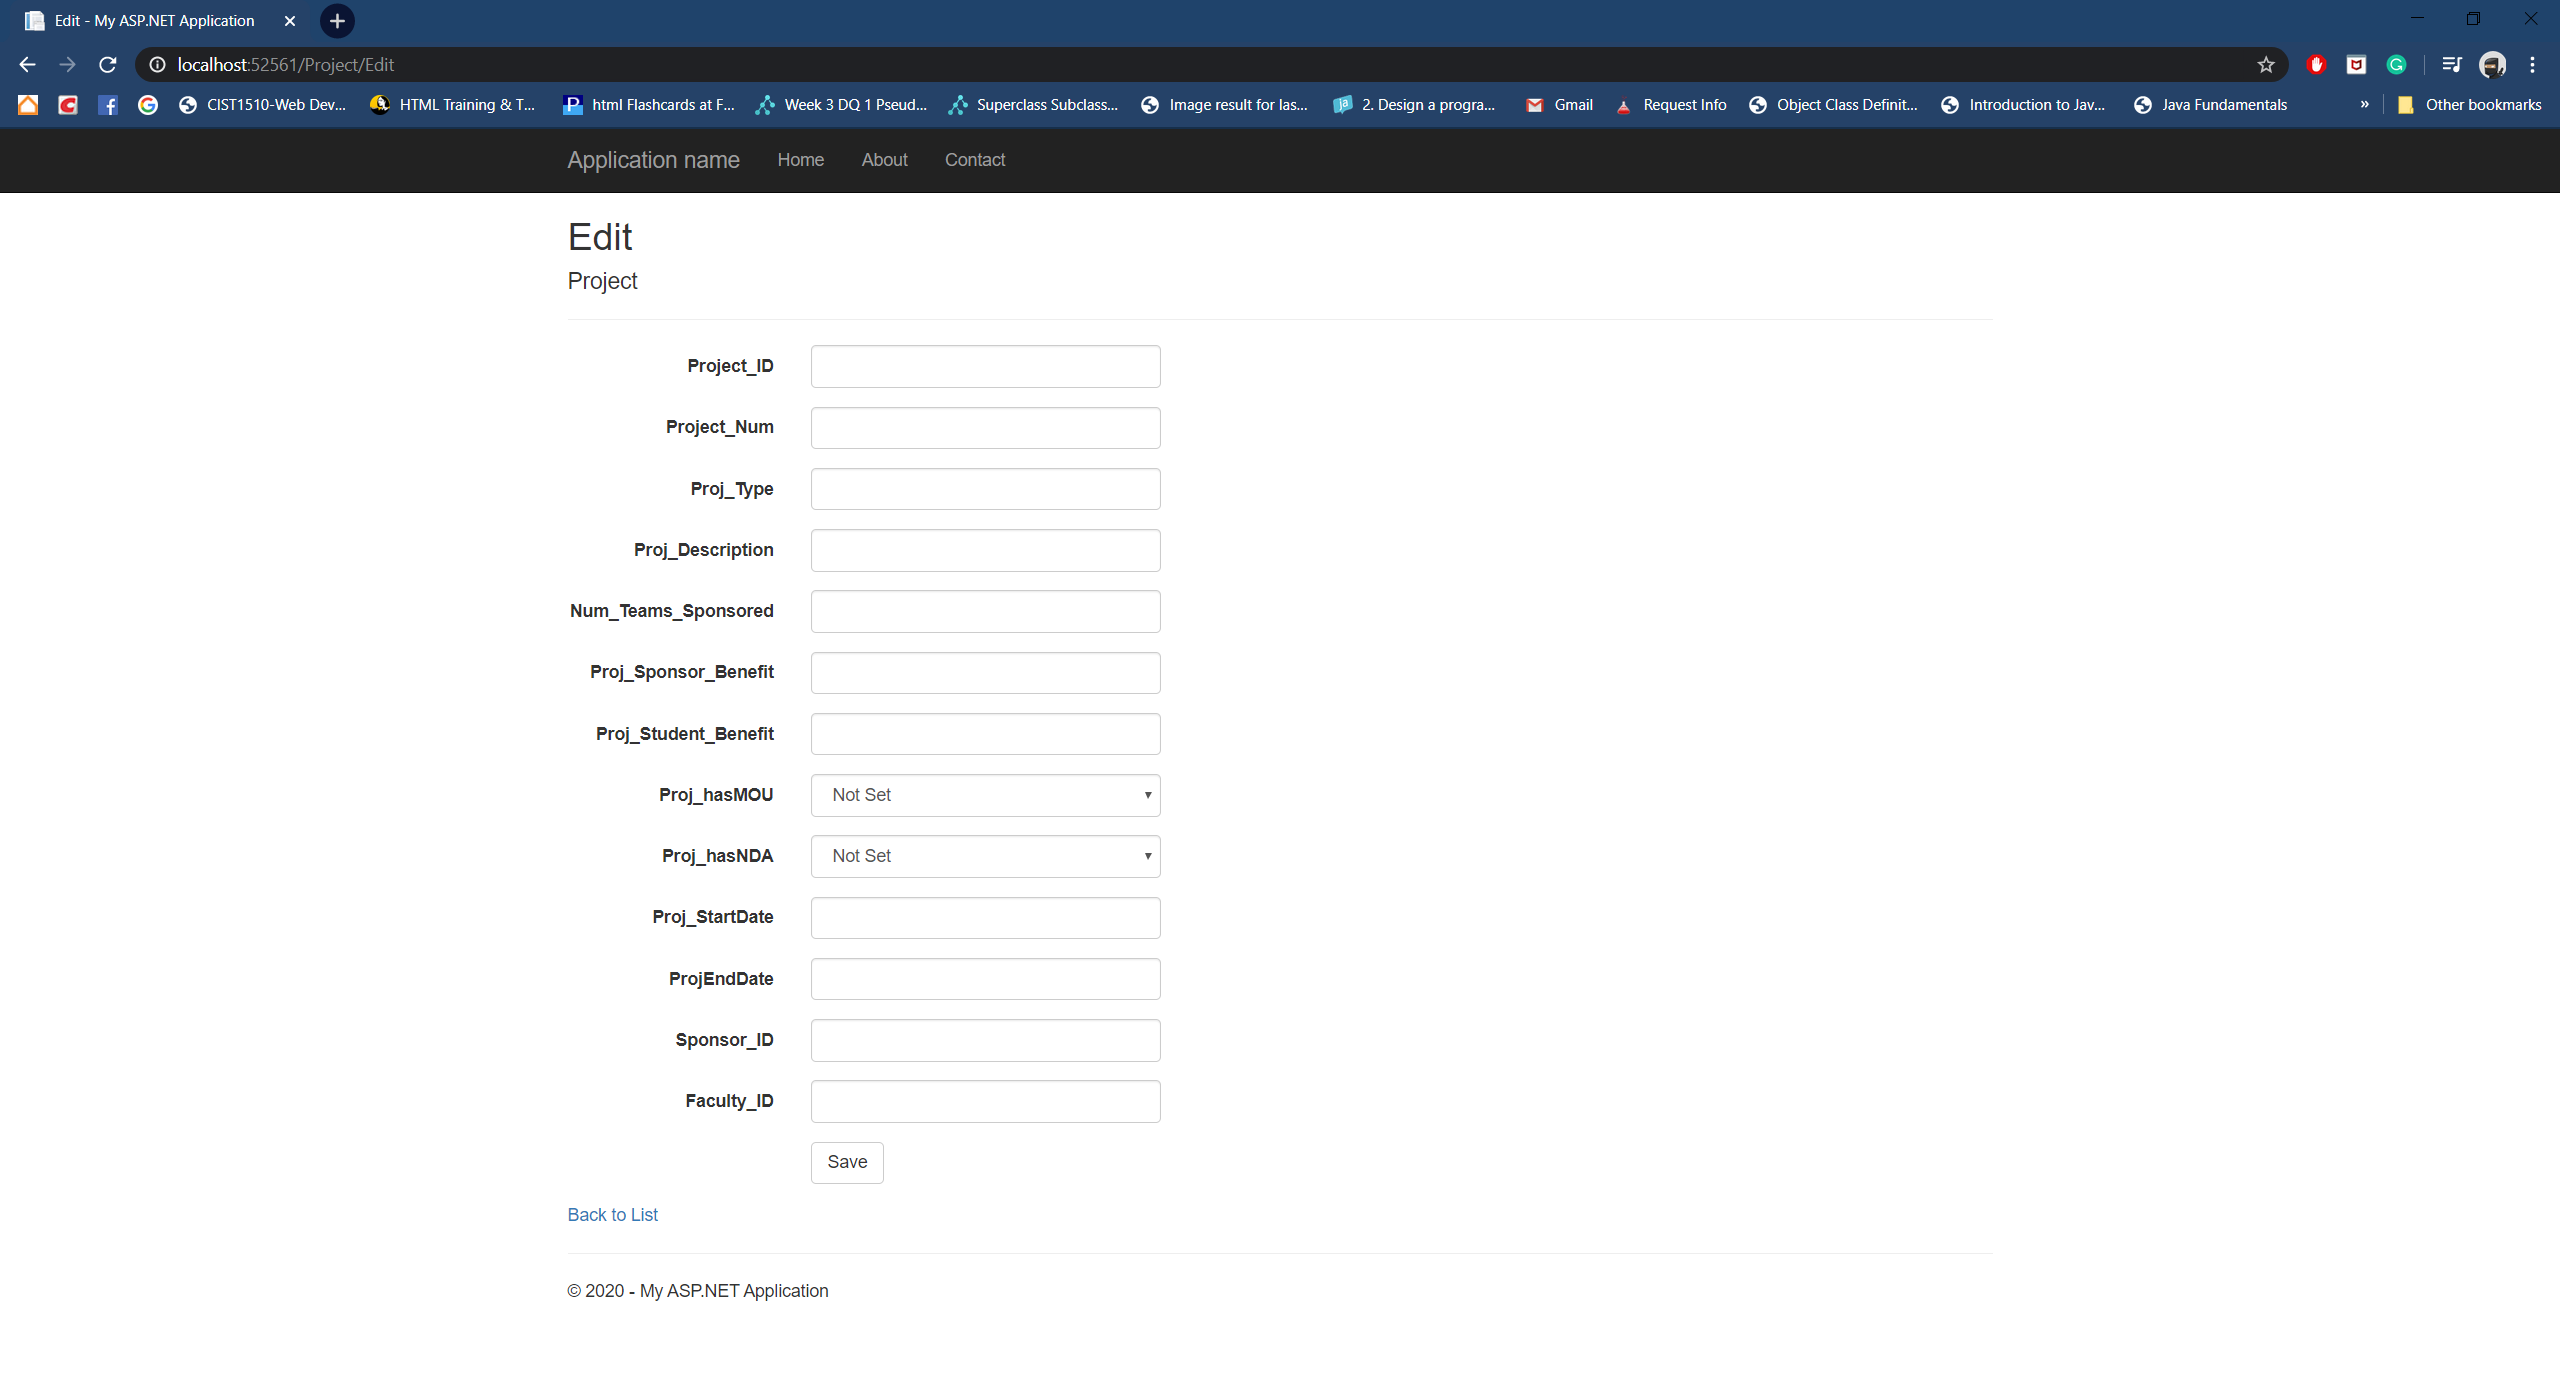 Edit - My ASP.NET Application
localhost:52561/Project/Edit
CIST1510-Web Dev... HTML Training & T... html Flashcards at F... Week 3 DQ 1 Pseud... Superclass Subclass... Image result for las... 2. Design a progra... Gmail Request Info Object Class Definit... Introduction to Jav... Java Fundamentals » Other bookmarks
Application name Home About Contact
Edit
Project
Project_ID
Project_Num
Proj_Type
Proj_Description
Num_Teams_Sponsored
Proj_Sponsor_Benefit
Proj_Student_Benefit
Proj_hasMOU Not Set
Proj_hasNDA Not Set
Proj_StartDate
ProjEndDate
Sponsor_ID
Faculty_ID
Save
Back to List
© 2020 - My ASP.NET Application